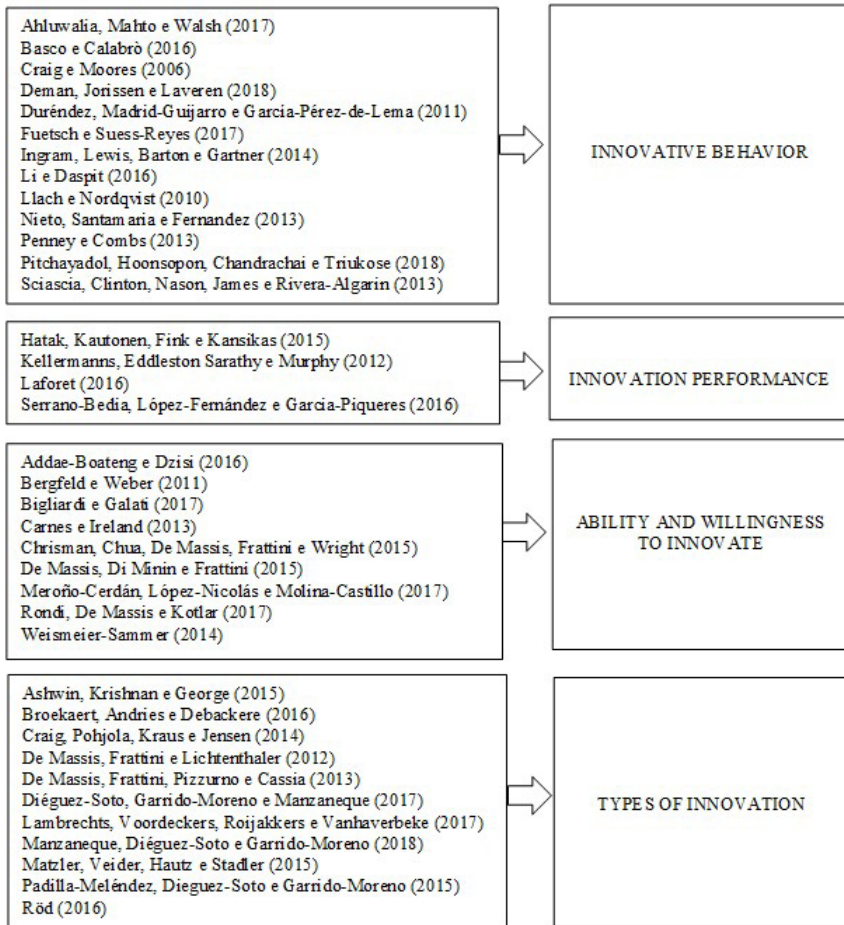 Ahluwalia, Mahto e Walsh (2017)
Basco e Calabrò (2016)
Craig e Moores (2006)
Deman, Jorissen e Laveren (2018)
Duréndez, Madrid-Guijarro e García-Pérez-de-Lema (2011)
Fuetsch e Suess-Reyes (2017)
Ingram, Lewis, Barton e Gartner (2014)
Li e Daspit (2016)
Llach e Nordqvist (2010)
Nieto, Santamaria e Fernandez (2013)
Penney e Combs (2013)
Pitchayadol, Hoonsopon, Chandrachai e Triukose (2018)
Sciascia, Clinton, Nason, James e Rivera-Algarin (2013)
INNOVATIVE BEHAVIOR
Hatak, Kautonen, Fink e Kansikas (2015)
Kellermanns, Eddleston Sarathy e Murphy (2012)
Laforet (2016)
Serrano-Bedia, López-Fernández e Garcia-Piqueres (2016)
INNOVATION PERFORMANCE
Addae-Boateng e Dzisi (2016)
Bergfeld e Weber (2011)
Bigliardi e Galati (2017)
Carnes e Ireland (2013)
Chrisman, Chua, De Massis, Frattini e Wright (2015)
De Massis, Di Minin e Frattini (2015)
Meroño-Cerdán, López-Nicolás e Molina-Castillo (2017)
Rondi, De Massis e Kotlar (2017)
Weismeier-Sammer (2014)
ABILITY AND WILLINGNESS
TO INNOVATE
Ashwin, Krishnan e George (2015)
Broekaert, Andries e Debackere (2016)
Craig, Pohjola, Kraus e Jensen (2014)
De Massis, Frattini e Lichtenthaler (2012)
De Massis, Frattini, Pizzurno e Cassia (2013)
Diéguez-Soto, Garrido-Moreno e Manzaneque (2017)
Lambrechts, Voordeckers, Roijakkers e Vanhaverbeke (2017)
Manzaneque, Diéguez-Soto e Garrido-Moreno (2018)
Matzler, Veider, Hautz e Stadler (2015)
Padilla-Meléndez, Dieguez-Soto e Garrido-Moreno (2015)
Röd (2016)
TYPES OF INNOVATION